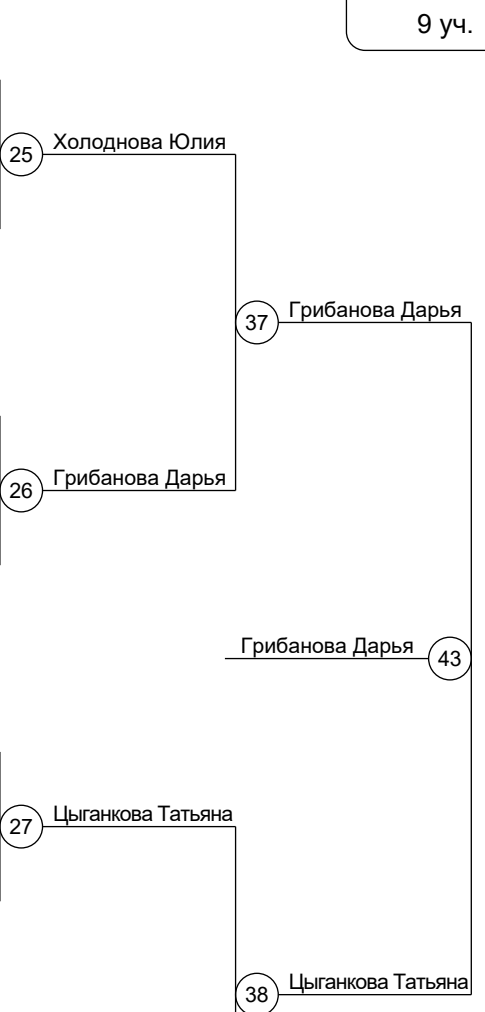 9 уч.
25
Холоднова Юлия
37
Грибанова Дарья
26
Грибанова Дарья
Грибанова Дарья
43
27
Цыганкова Татьяна
38
Цыганкова Татьяна